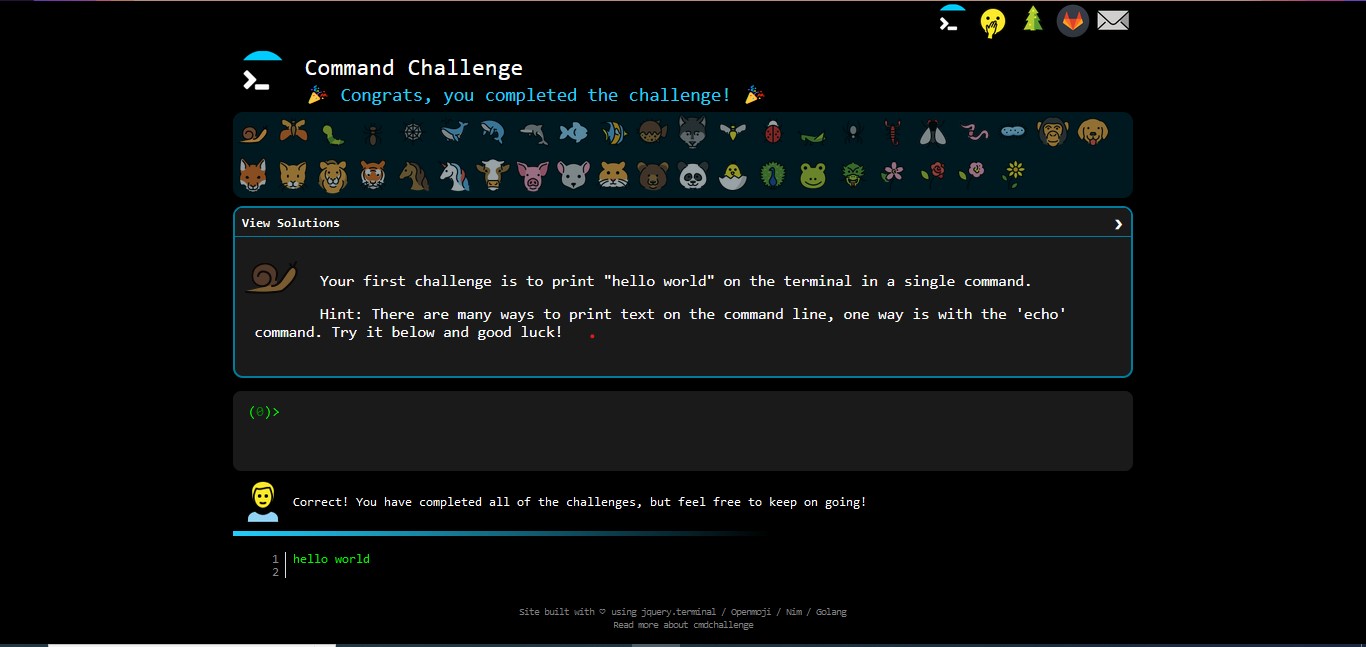 Command Challenge
🎉 Congrats, you completed the challenge! 🎉
View Solutions ❯
Your first challenge is to print "hello world" on the terminal in a single command.
Hint: There are many ways to print text on the command line, one way is with the 'echo'
command. Try it below and good luck!
(0)>
Correct! You have completed all of the challenges, but feel free to keep on going!
1 hello world
2
Site built with ♡ using jquery.terminal / Openmoji / Nim / Golang
Read more about cmdchallenge